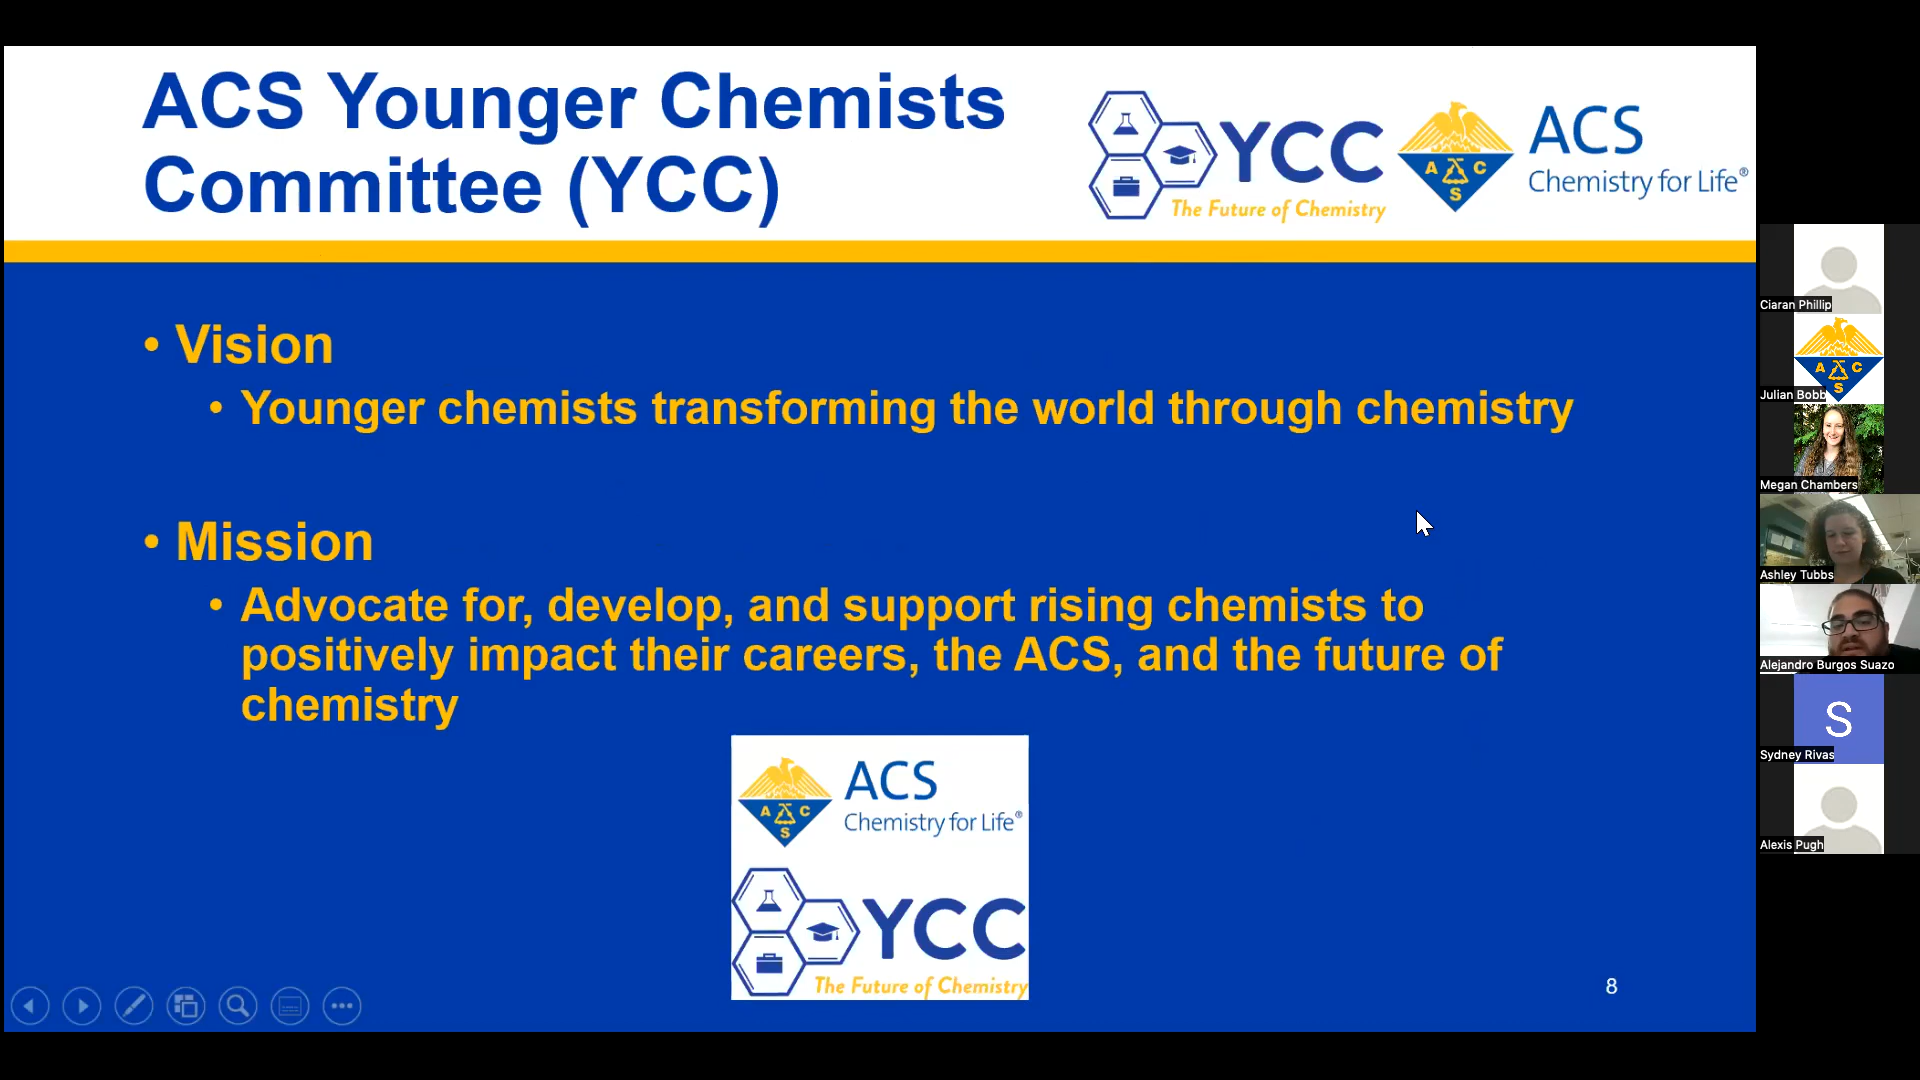 ACS Younger Chemists
Committee (YCC)
YCC
The Future of Chemistry
A C S
ACS
Chemistry for Life®
• Vision
• Younger chemists transforming the world through chemistry
• Mission
• Advocate for, develop, and support rising chemists to
positively impact their careers, the ACS, and the future of
chemistry
A C S
ACS
Chemistry for Life®
YCC
The Future of Chemistry
8
Ciaran Phillip
A C S
Julian Bobb
Megan Chambers
Ashley Tubbs
Alejandro Burgos Suazo
S
Sydney Rivas
Alexis Pugh